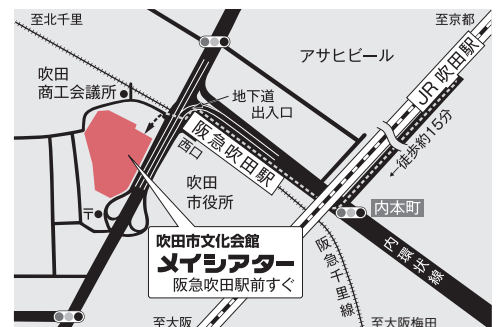 至北千里
至京都
アサヒビール
JR 吹田駅
吹田
商工会議所
地下道
出入口
←徒歩約15分
阪急吹田駅
西口
吹田
市役所
内本町
〒
吹田市文化会館
メイシアター
阪急吹田駅前すぐ
阪急千里線
内環状線
至大阪
至大阪梅田